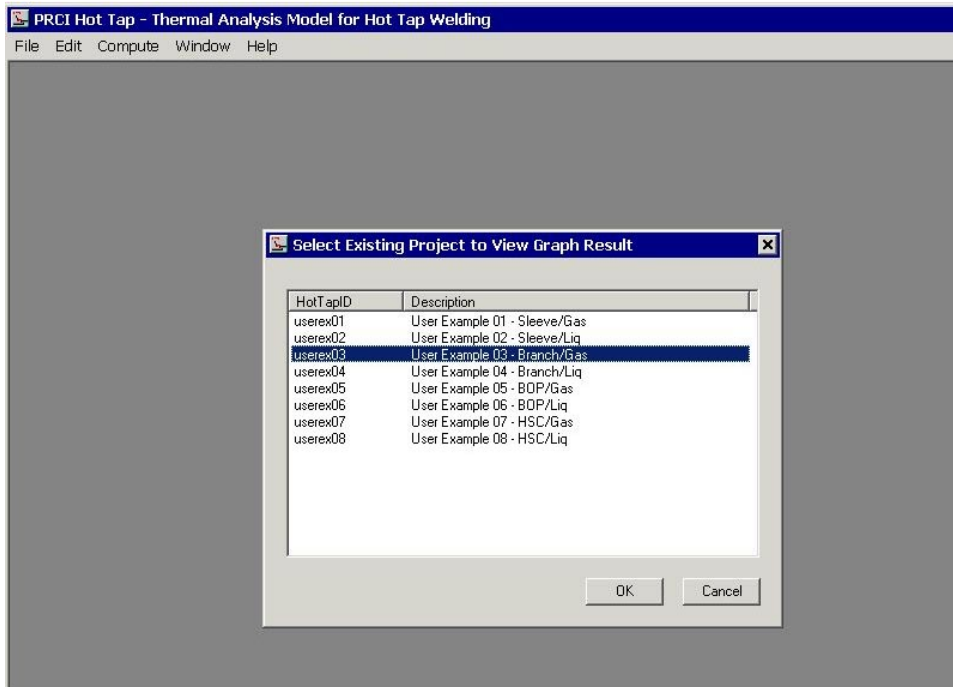 PRCI Hot Tap - Thermal Analysis Model for Hot Tap Welding
File Edit Compute Window Help
Select Existing Project to View Graph Result
HotTapID Description
userex01 User Example 01 - Sleeve/Gas
userex02 User Example 02 - Sleeve/Liq
userex03 User Example 03 - Branch/Gas
userex04 User Example 04 - Branch/Liq
userex05 User Example 05 - BOP/Gas
userex06 User Example 06 - BOP/Liq
userex07 User Example 07 - HSC/Gas
userex08 User Example 08 - HSC/Liq
OK Cancel